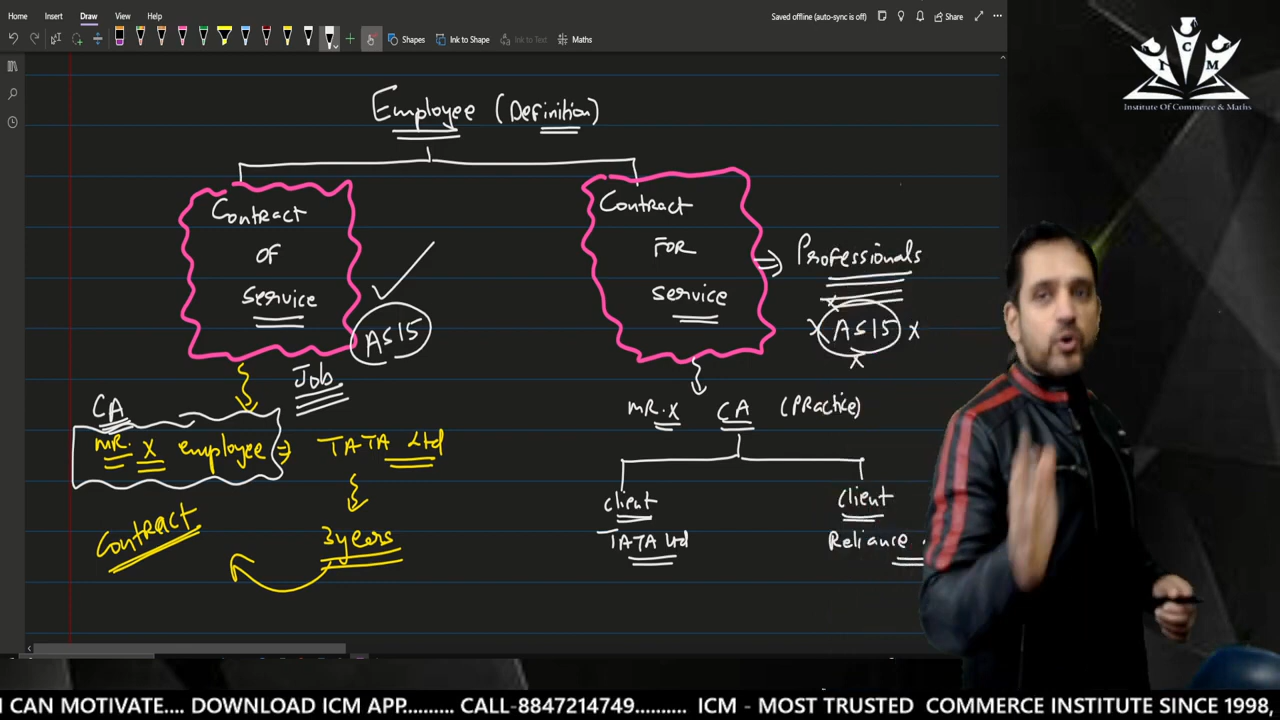 Home Insert Draw View Help
Saved offline (auto-sync is off) Share
Shapes Ink to Shape Ink to Text Maths
I C M
Institute Of Commerce & Maths
Employee (Definition)
Contract
OF
service
AS15
Job
Contract
FOR
service
Professionals
x AS15 x
x
CA
MR. X employee ⇒ TATA Ltd
3years
Contract
MR. X CA (Practice)
Client
TATA Ltd
Client
Reliance
I CAN MOTIVATE.... DOWNLOAD ICM APP.......... CALL-8847214749.......... ICM - MOST TRUSTED COMMERCE INSTITUTE SINCE 1998,